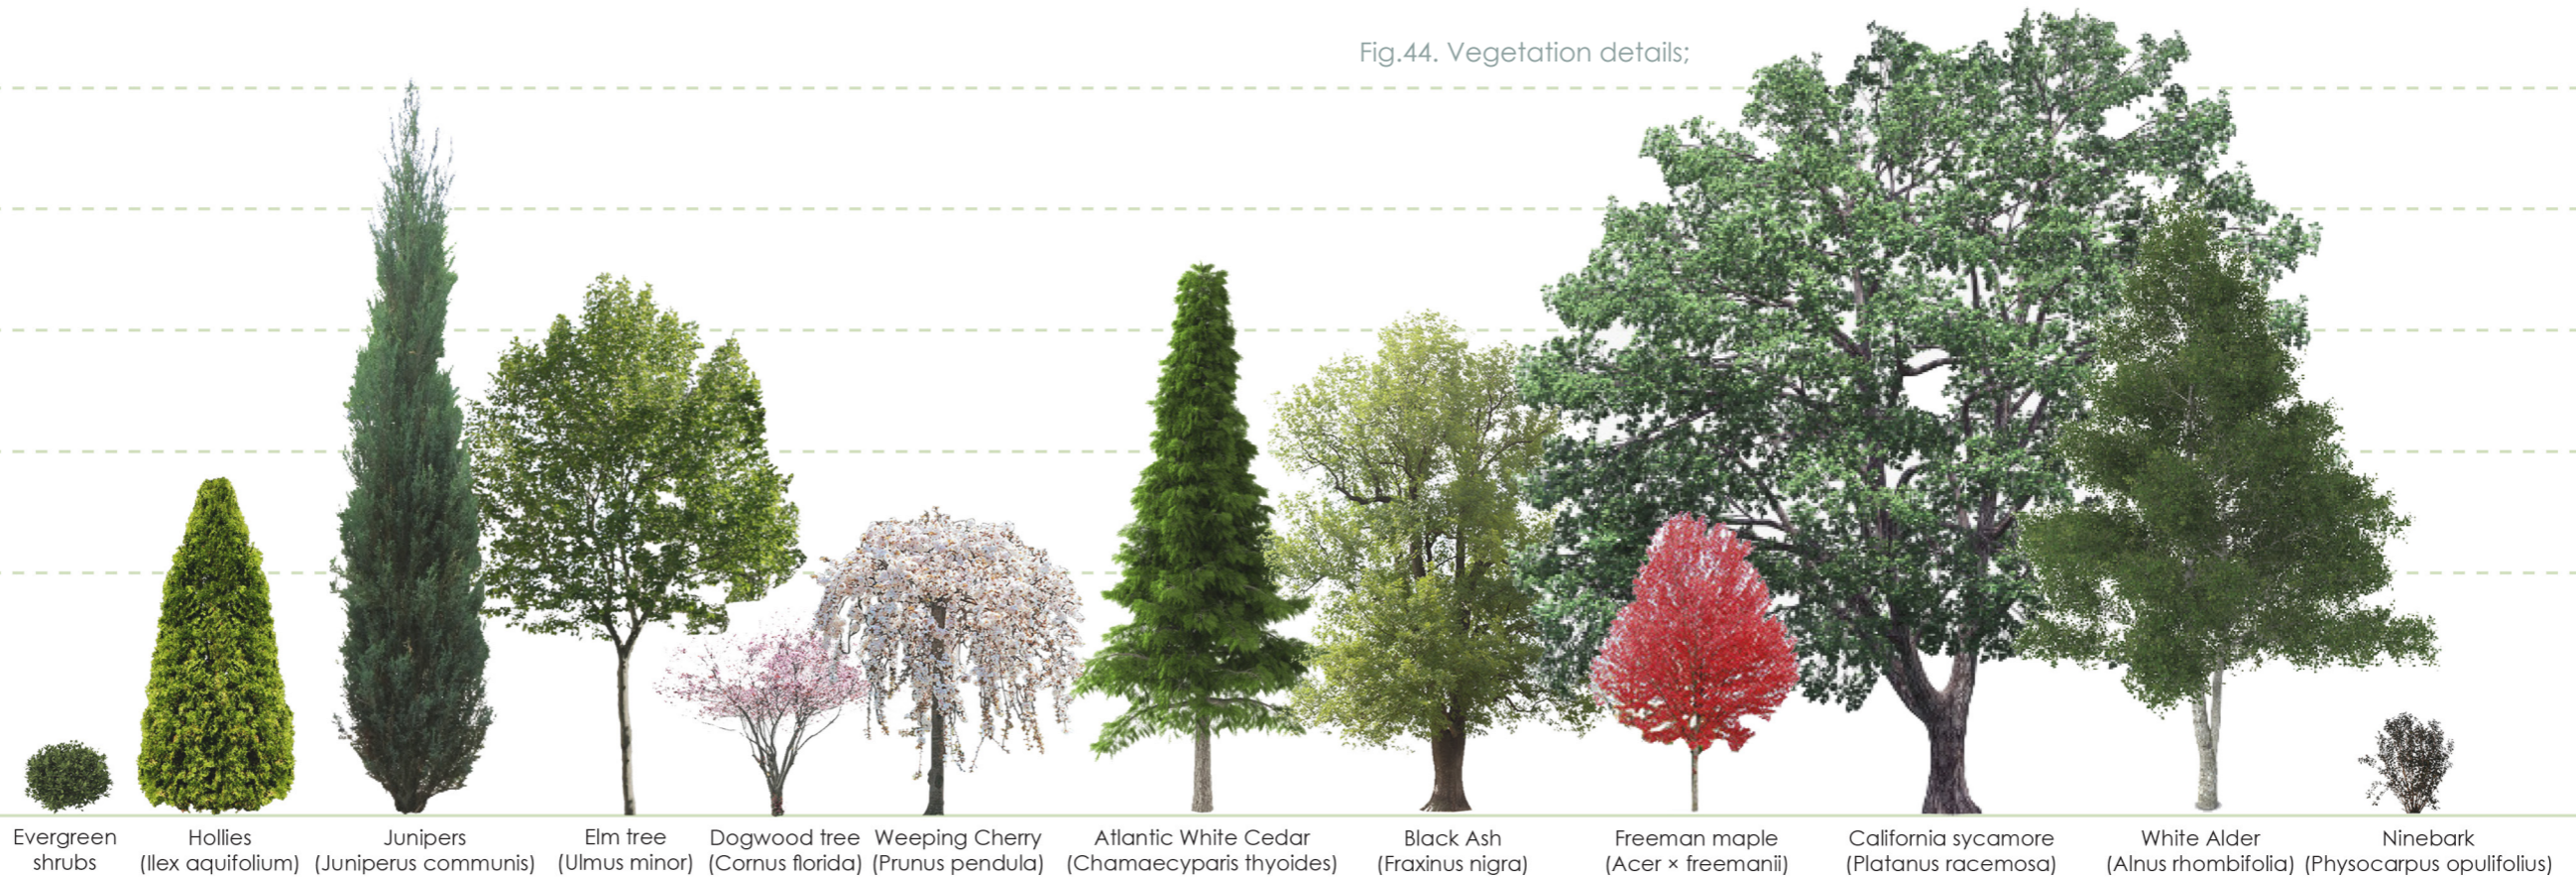 Fig.44. Vegetation details;
Evergreen
shrubs
Hollies
(Ilex aquifolium)
Junipers
(Juniperus communis)
Elm tree
(Ulmus minor)
Dogwood tree
(Cornus florida)
Weeping Cherry
(Prunus pendula)
Atlantic White Cedar
(Chamaecyparis thyoides)
Black Ash
(Fraxinus nigra)
Freeman maple
(Acer × freemanii)
California sycamore
(Platanus racemosa)
White Alder
(Alnus rhombifolia)
Ninebark
(Physocarpus opulifolius)